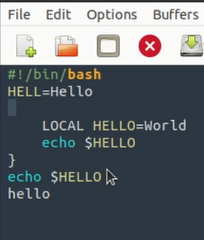 File Edit Options Buffers
#!/bin/bash
HELL=Hello
LOCAL HELLO=World
echo $HELLO
}
echo $HELLO
hello